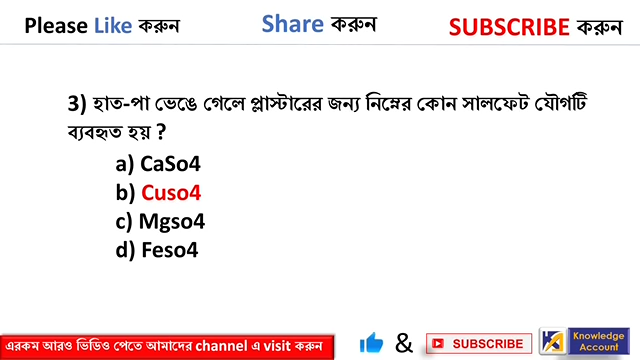 Please Like করুন
Share করুন
SUBSCRIBE করুন
3) হাত-পা ভেঙে গেলে প্লাস্টারের জন্য নিম্নের কোন সালফেট যৌগটি
ব্যবহৃত হয় ?
a) CaSo4
b) Cuso4
c) Mgso4
d) Feso4
এরকম আরও ভিডিও পেতে আমাদের channel এ visit করুন
&
SUBSCRIBE
Knowledge
Account